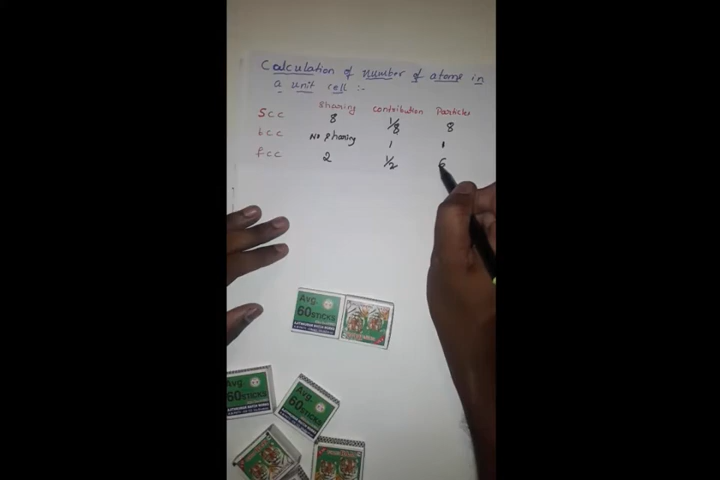 Calculation of number of atoms in
a unit cell :-
Sharing contribution Particles
Scc 8 1/8 8
bcc No sharing 1 1
fcc 2 1/2 6
Avg.
60 STICKS
Avg.
60 STICKS
Avg.
60 STICKS